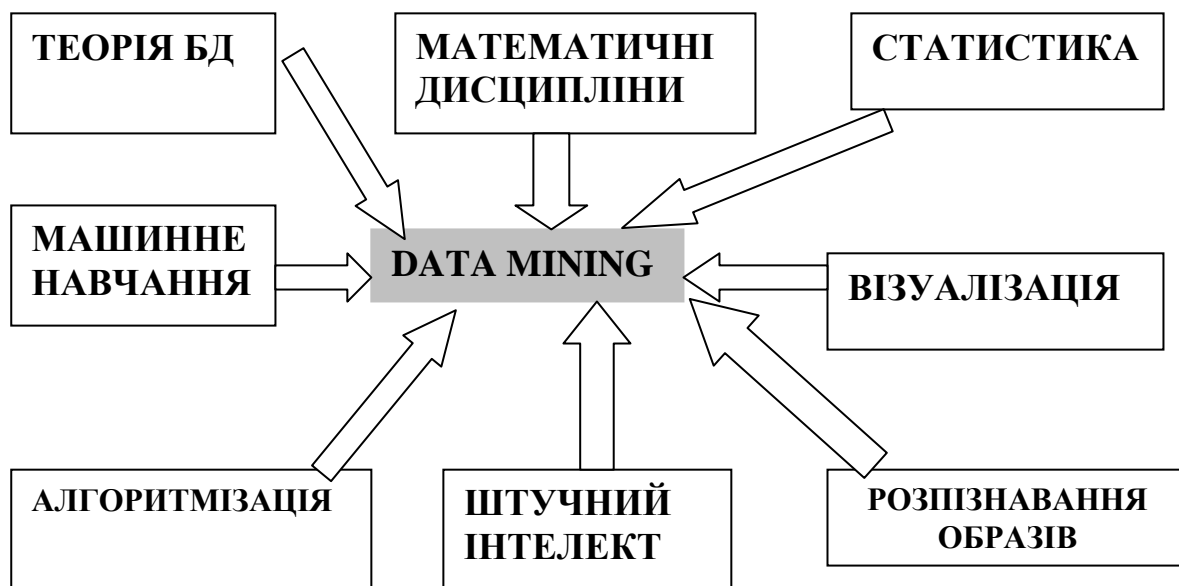 ТЕОРІЯ БД
МАТЕМАТИЧНІ
ДИСЦИПЛІНИ
СТАТИСТИКА
МАШИННЕ
НАВЧАННЯ
DATA MINING
ВІЗУАЛІЗАЦІЯ
АЛГОРИТМІЗАЦІЯ
ШТУЧНИЙ
ІНТЕЛЕКТ
РОЗПІЗНАВАННЯ
ОБРАЗІВ